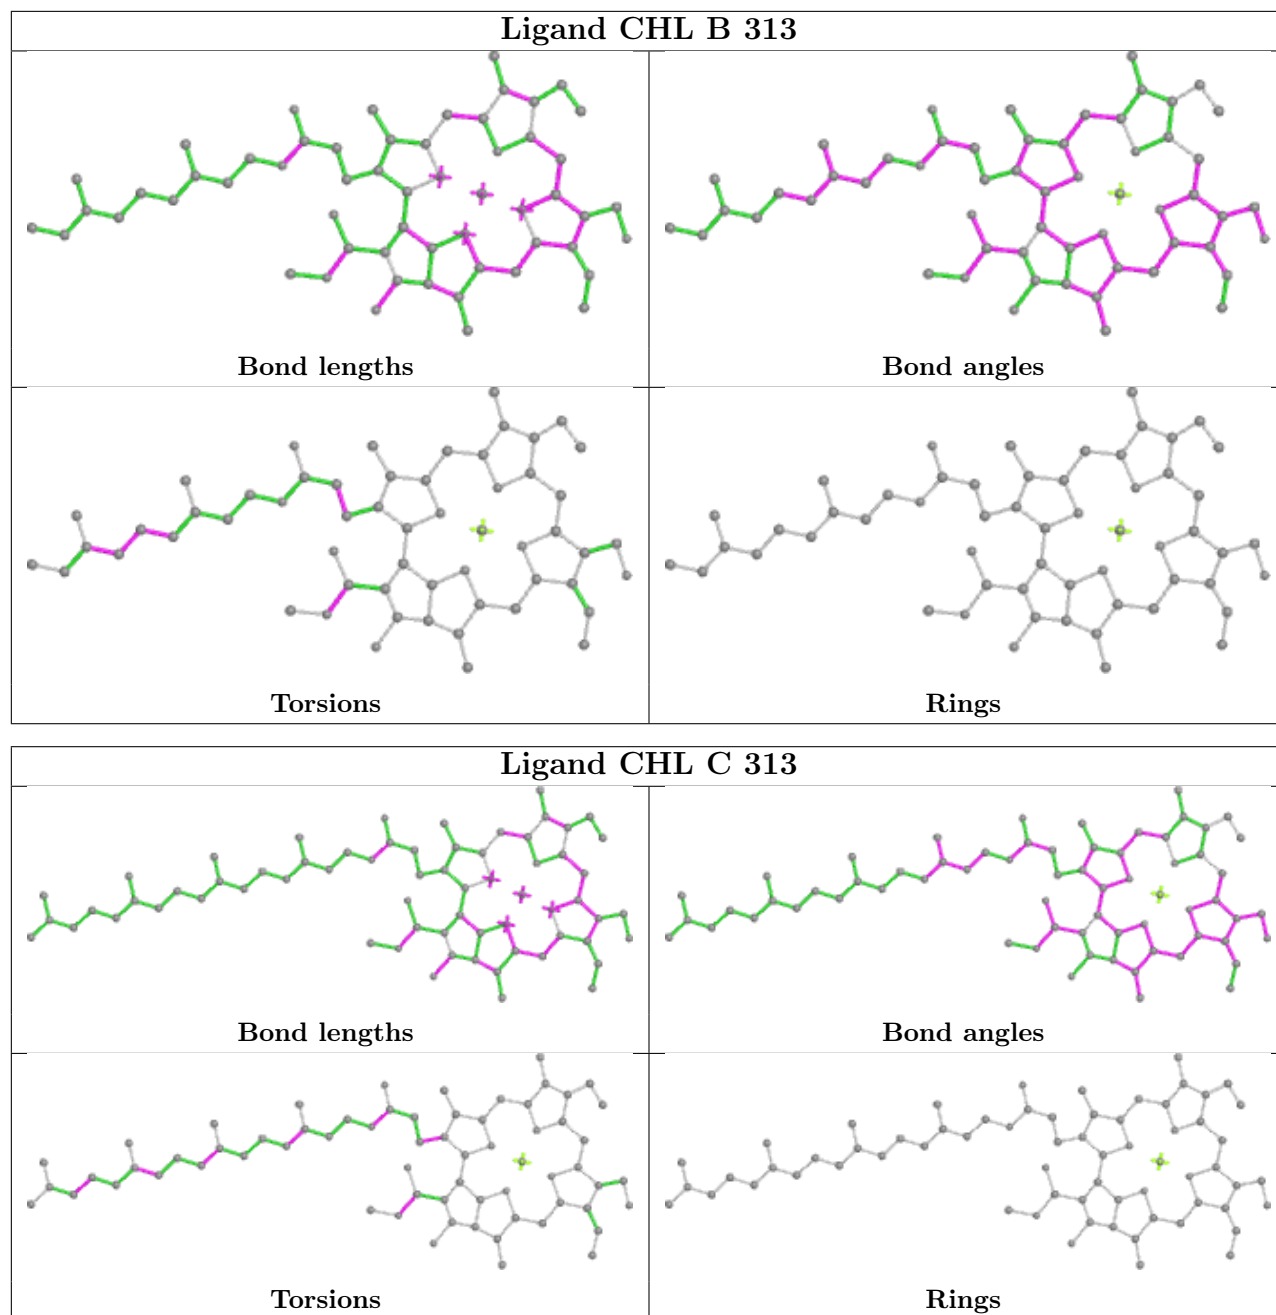 Ligand CHL B 313
Bond lengths
Bond angles
Torsions
Rings
Ligand CHL C 313
Bond lengths
Bond angles
Torsions
Rings